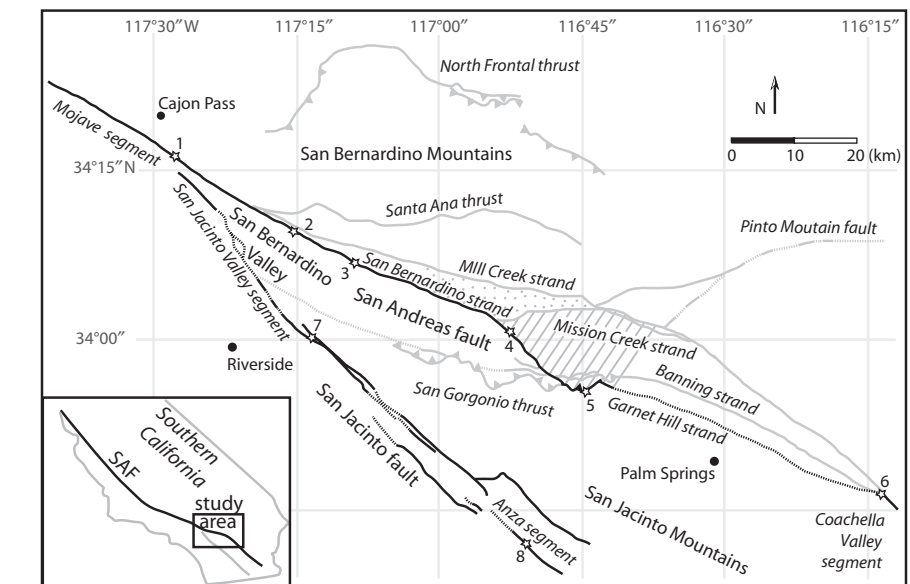 117°30″W
117°15″
117°00″
116°45″
116°30″
116°15″
North Frontal thrust
Cajon Pass
N
Mojave segment
1
0 10 20 (km)
San Bernardino Mountains
34°15″N
Santa Ana thrust
San Jacinto Valley segment
San Bernardino
Valley
2
Pinto Moutain fault
3
San Bernardino strand
MIll Creek strand
San Andreas fault
Mission Creek strand
7
34°00″
4
Riverside
Banning strand
San Gorgonio thrust
5
Garnet Hill strand
San Jacinto fault
Palm Springs
6
Southern
California
SAF
study
area
San Jacinto Mountains
Anza segment
8
Coachella
Valley
segment